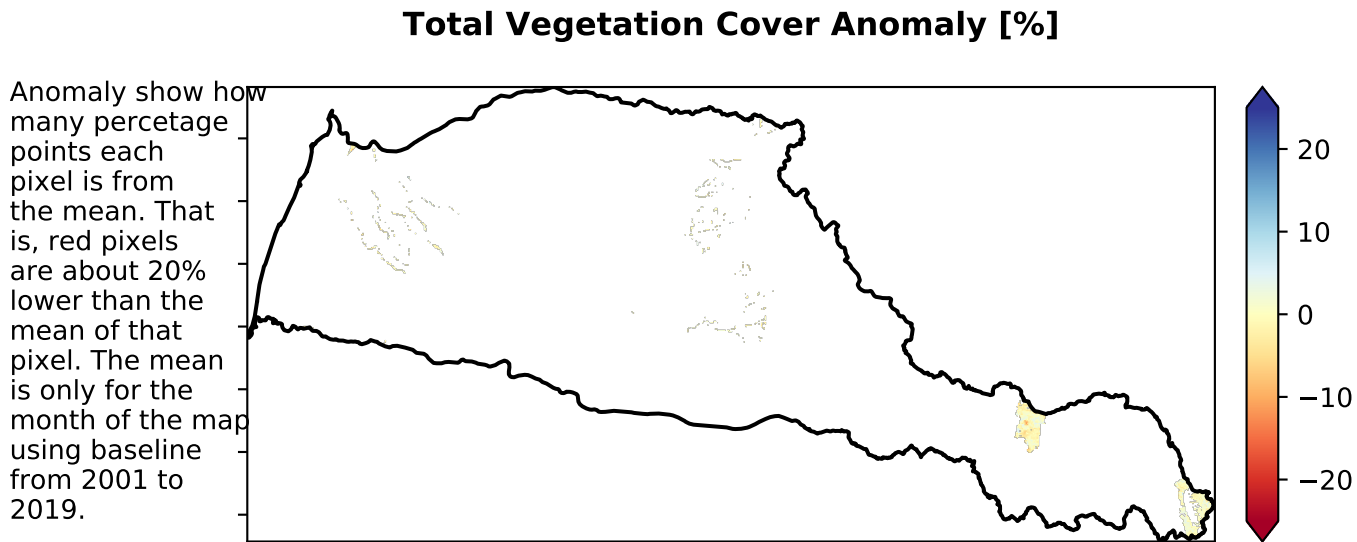 Total Vegetation Cover Anomaly [%]
Anomaly show how
many percetage
points each
pixel is from
the mean. That
is, red pixels
are about 20%
lower than the
mean of that
pixel. The mean
is only for the
month of the map
using baseline
from 2001 to
2019.
20
10
0
−10
−20